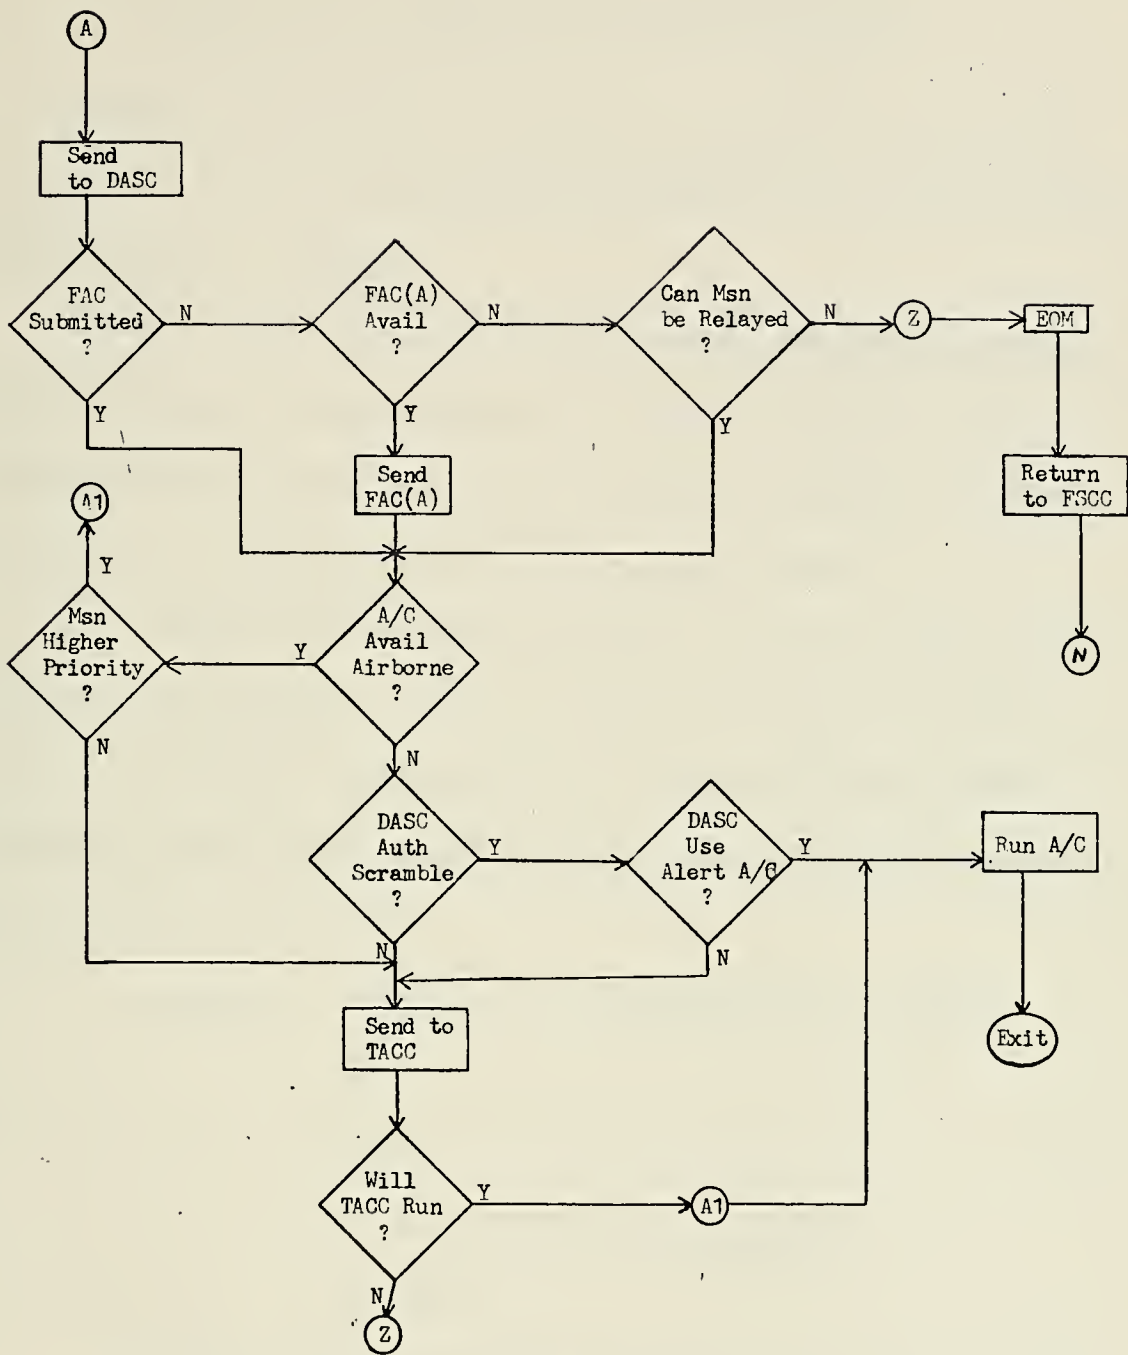 A
Send
to DASC
FAC
Submitted
?
N
Y
FAC(A)
Avail
?
N
Y
Can Msn
be Relayed
?
N
Y
Z
EOM
Send
FAC(A)
Return
to FSCC
N
A1
Y
Msn
Higher
Priority
?
N
Y
A/C
Avail
Airborne
?
N
DASC
Auth
Scramble
?
Y
N
DASC
Use
Alert A/C
?
Y
N
Run A/C
Exit
Send to
TACC
Will
TACC Run
?
Y
A1
N
Z